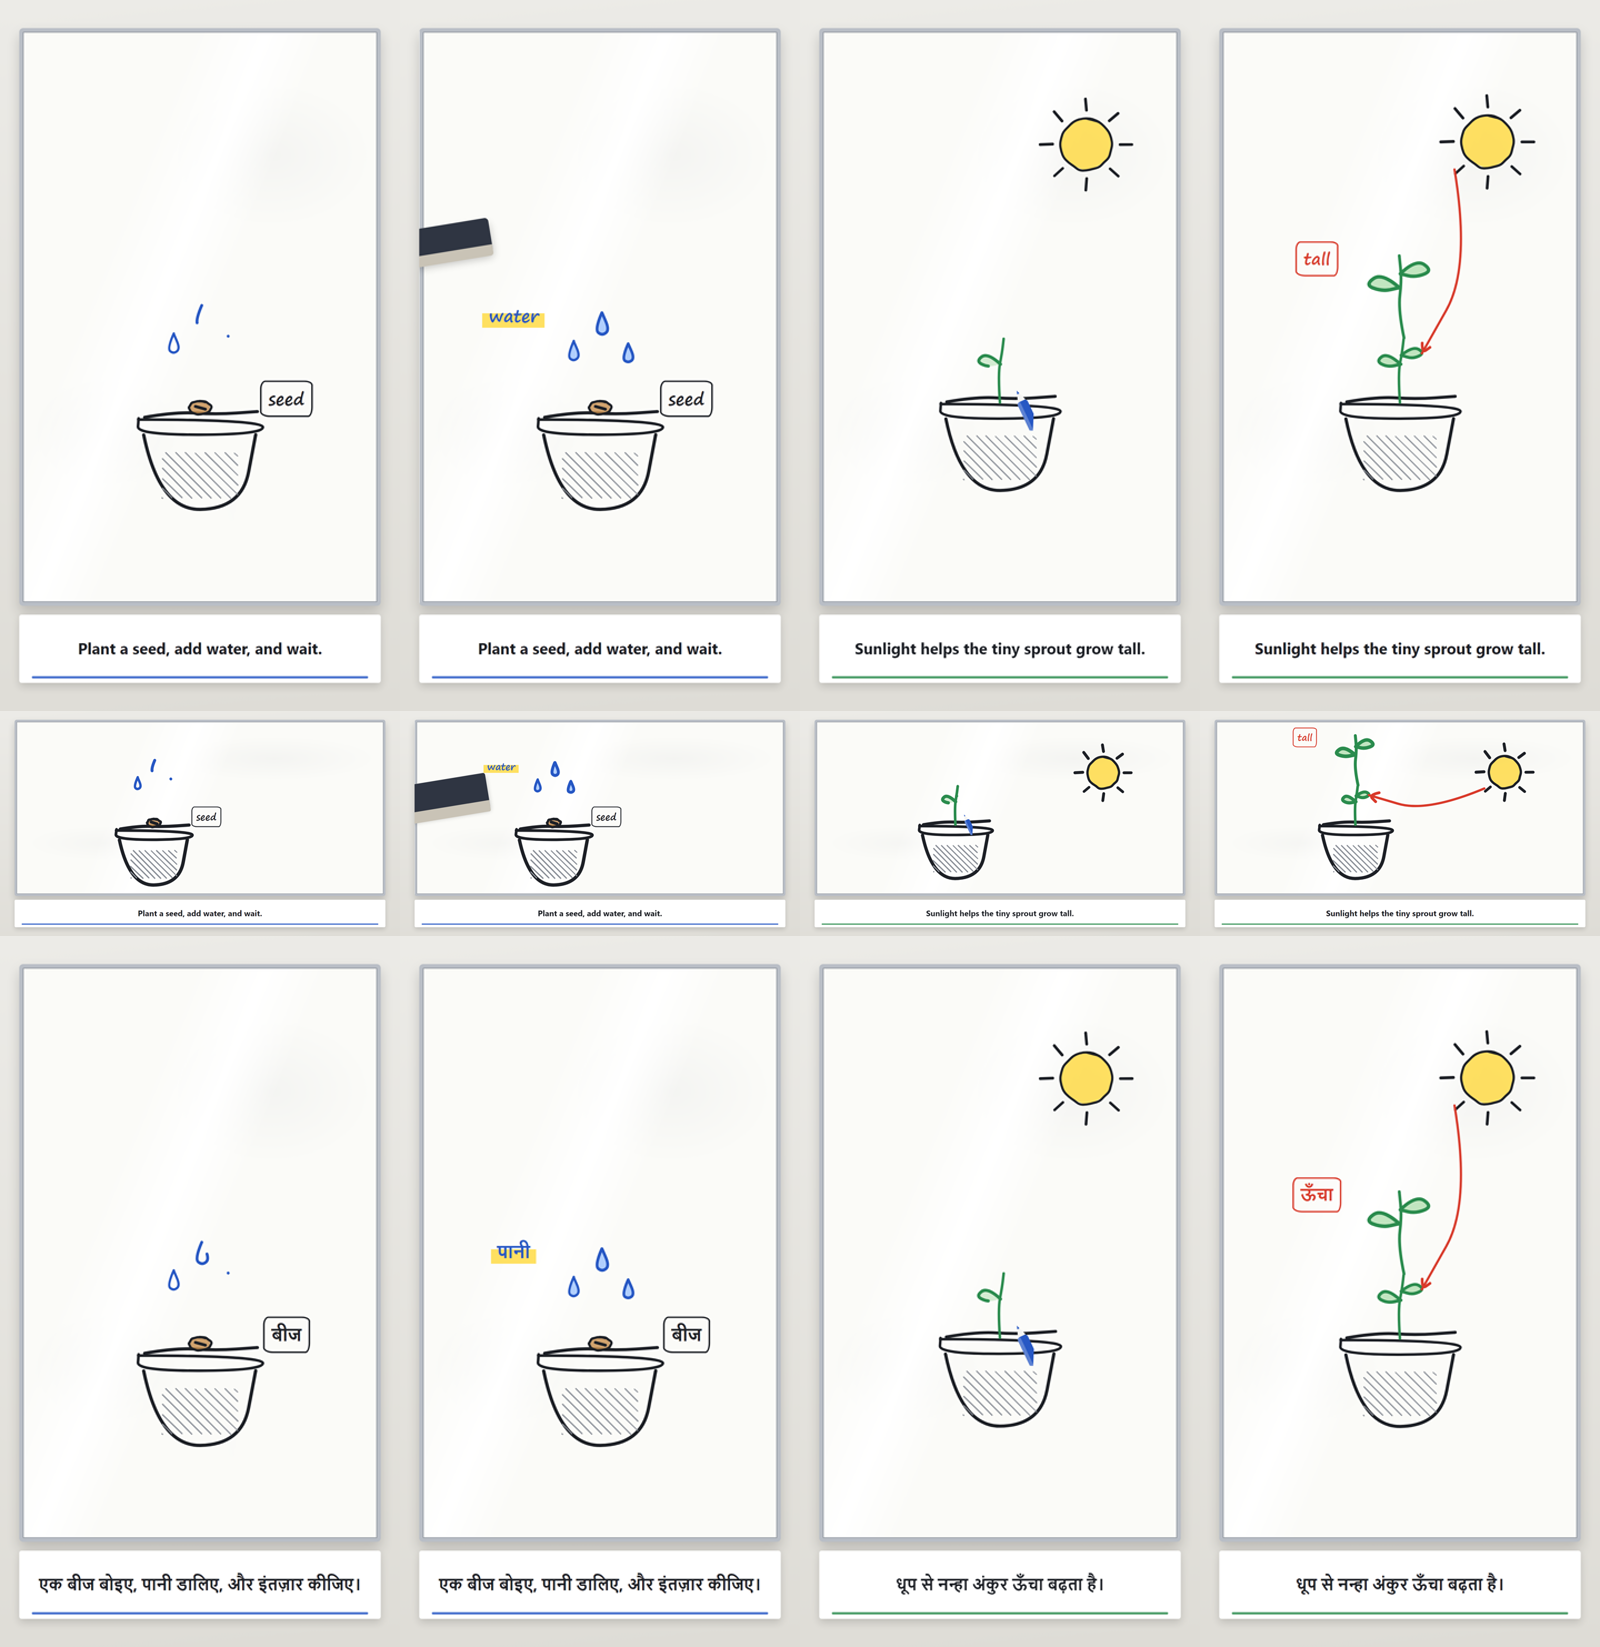 seed
Plant a seed, add water, and wait.
water
seed
Plant a seed, add water, and wait.
Sunlight helps the tiny sprout grow tall.
tall
Sunlight helps the tiny sprout grow tall.
seed
Plant a seed, add water, and wait.
water
seed
Plant a seed, add water, and wait.
Sunlight helps the tiny sprout grow tall.
tall
Sunlight helps the tiny sprout grow tall.
बीज
एक बीज बोइए, पानी डालिए, और इंतज़ार कीजिए।
पानी
बीज
एक बीज बोइए, पानी डालिए, और इंतज़ार कीजिए।
धूप से नन्हा अंकुर ऊँचा बढ़ता है।
ऊँचा
धूप से नन्हा अंकुर ऊँचा बढ़ता है।